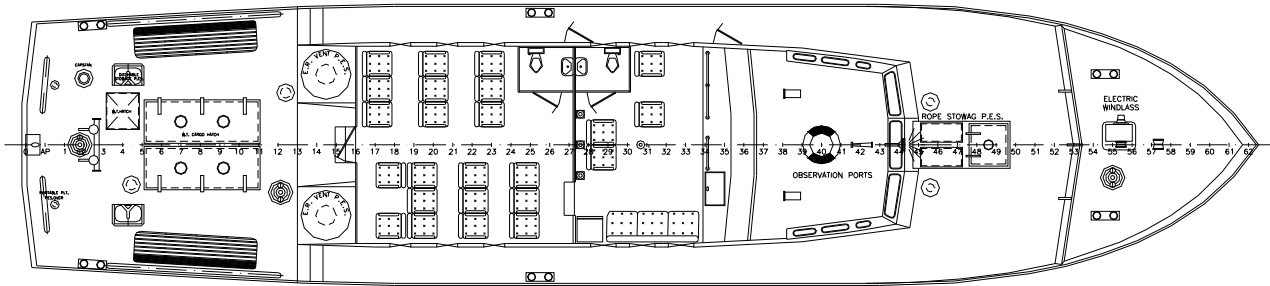 CAPSTAN
E.R. VENT P.E.S.
ELECTRIC
WINDLASS
ROPE STOWAG P.E.S.
B.T. CARGO HATCH
0 AP 1 2 3 4 5 6 7 8 9 10 11 12 13 14 15 16 17 18 19 20 21 22 23 24 25 26 27 28 29 30 31 32 33 34 35 36 37 38 39 40 41 42 43 44 45 46 47 48 49 50 51 52 53 54 55 56 57 58 59 60 61 62
OBSERVATION PORTS
E.R. VENT P.E.S.